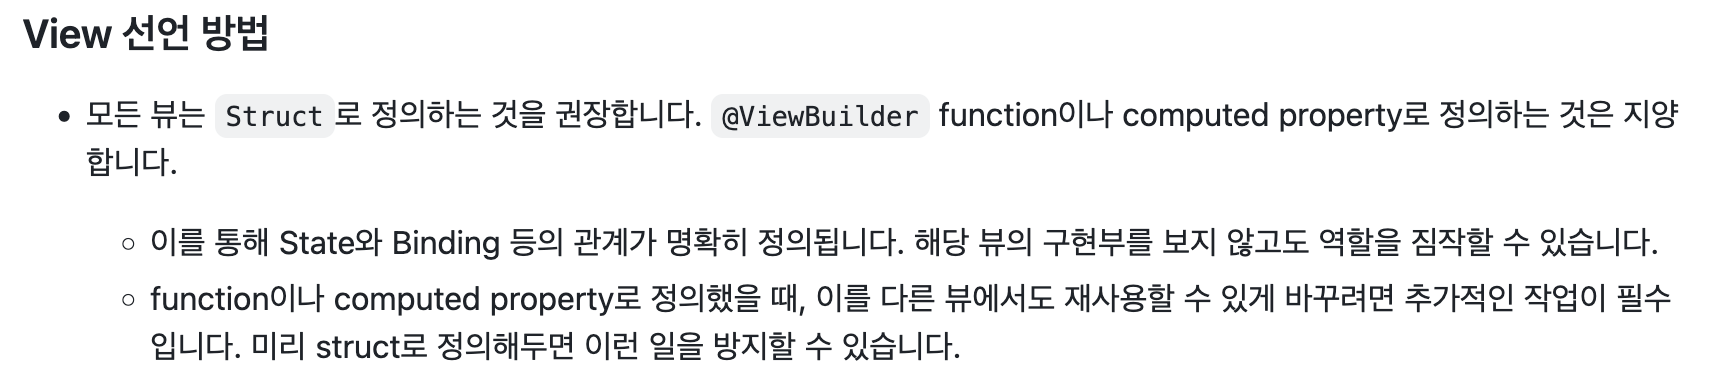 View 선언 방법
모든 뷰는 Struct로 정의하는 것을 권장합니다. @ViewBuilder function이나 computed property로 정의하는 것은 지양
합니다.
이를 통해 State와 Binding 등의 관계가 명확히 정의됩니다. 해당 뷰의 구현부를 보지 않고도 역할을 짐작할 수 있습니다.
function이나 computed property로 정의했을 때, 이를 다른 뷰에서도 재사용할 수 있게 바꾸려면 추가적인 작업이 필수
입니다. 미리 struct로 정의해두면 이런 일을 방지할 수 있습니다.